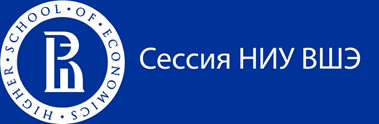 HIGHER · SCHOOL · OF · ECONOMICS ·
Сессия НИУ ВШЭ